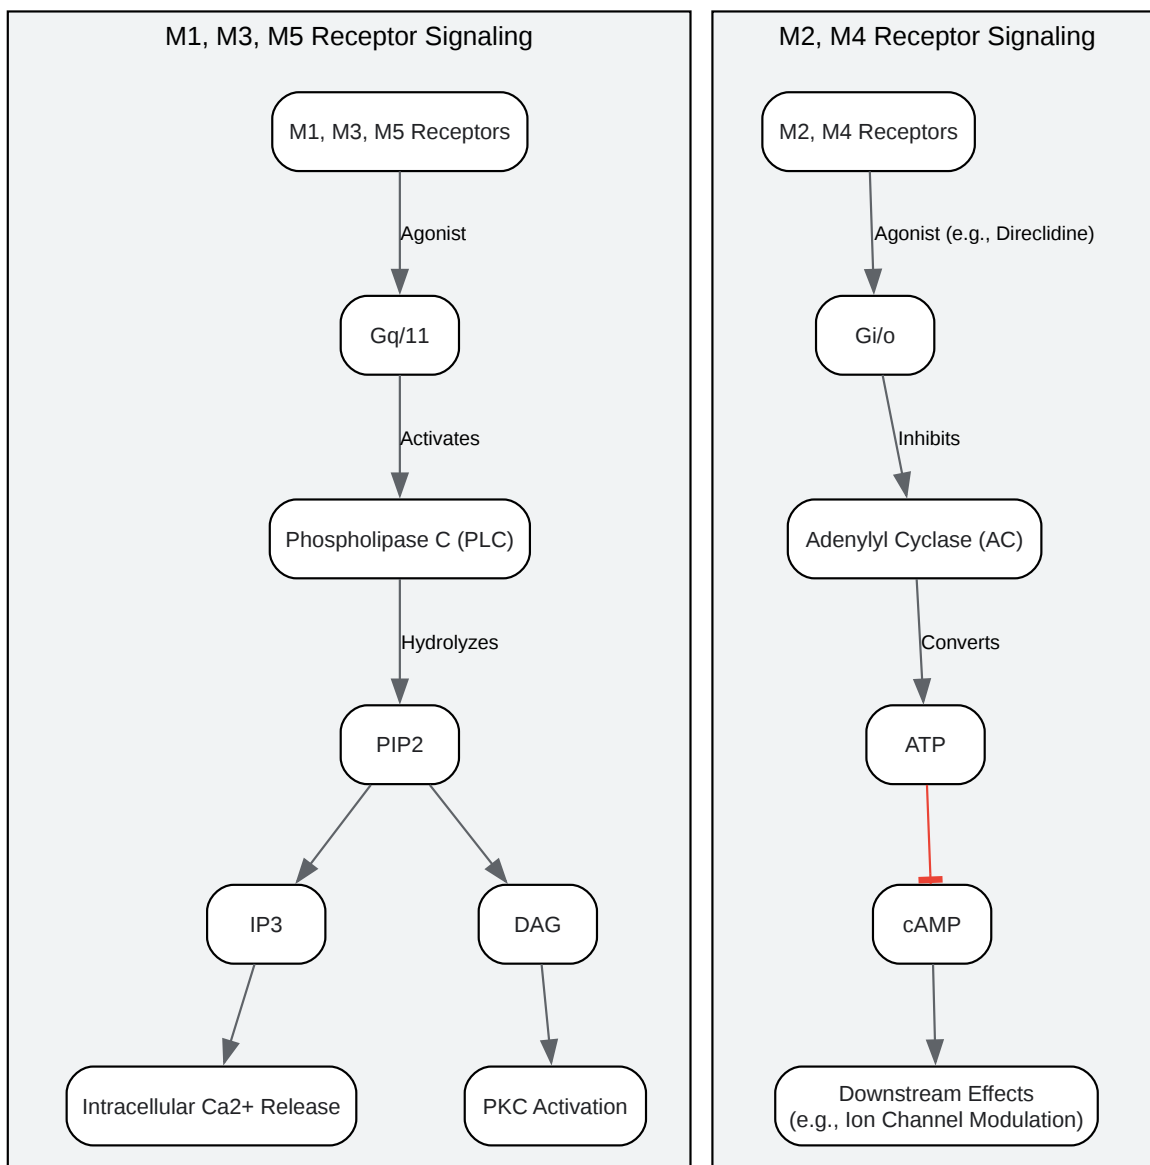 M1, M3, M5 Receptor Signaling
M1, M3, M5 Receptors
Agonist
Gq/11
Activates
Phospholipase C (PLC)
Hydrolyzes
PIP2
IP3
DAG
Intracellular Ca2+ Release
PKC Activation
M2, M4 Receptor Signaling
M2, M4 Receptors
Agonist (e.g., Direclidine)
Gi/o
Inhibits
Adenylyl Cyclase (AC)
Converts
ATP
cAMP
Downstream Effects
(e.g., Ion Channel Modulation)